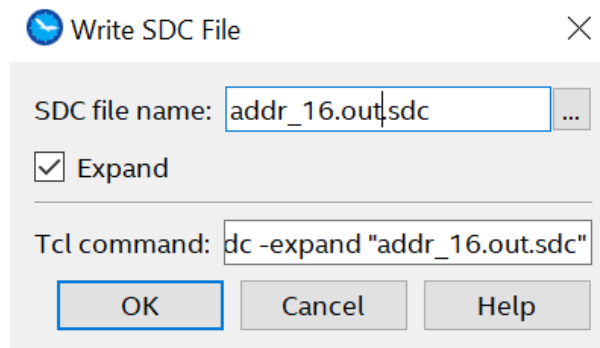 Write SDC File
SDC file name: addr_16.out.sdc ...
Expand
Tcl command: dc -expand "addr_16.out.sdc"
OK Cancel Help